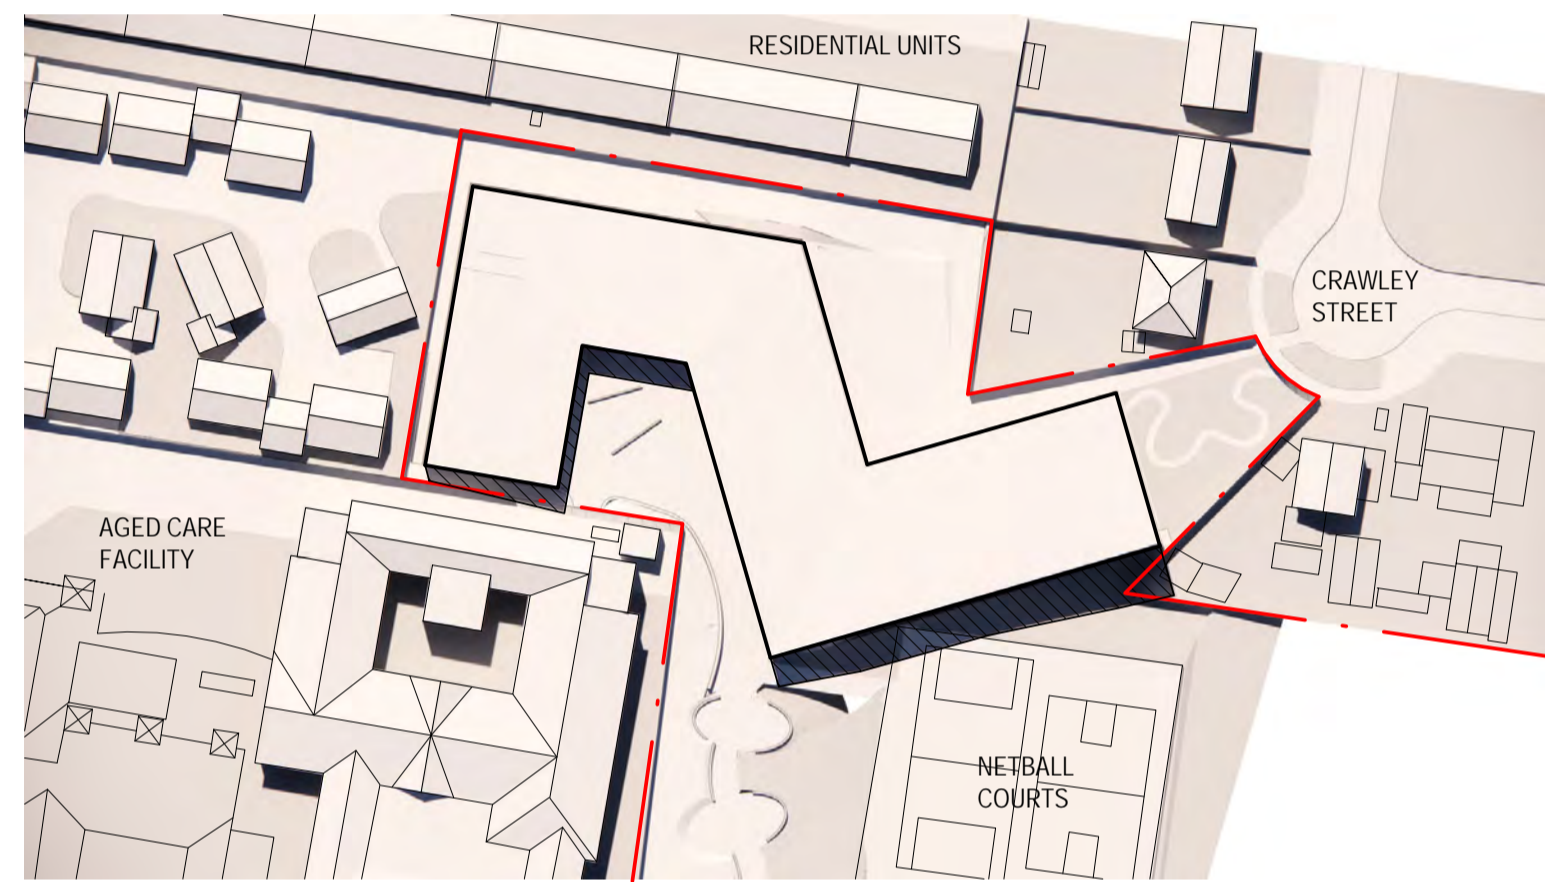 RESIDENTIAL UNITS
CRAWLEY
STREET
AGED CARE
FACILITY
NETBALL
COURTS